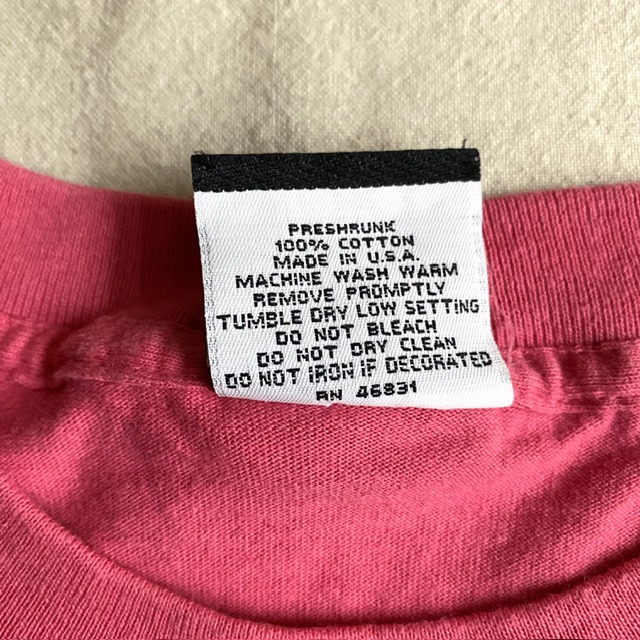 PRESHRUNK
100% COTTON
MADE IN U.S.A.
MACHINE WASH WARM
REMOVE PROMPTLY
TUMBLE DRY LOW SETTING
DO NOT BLEACH
DO NOT DRY CLEAN
DO NOT IRON IF DECORATED
RN 46831